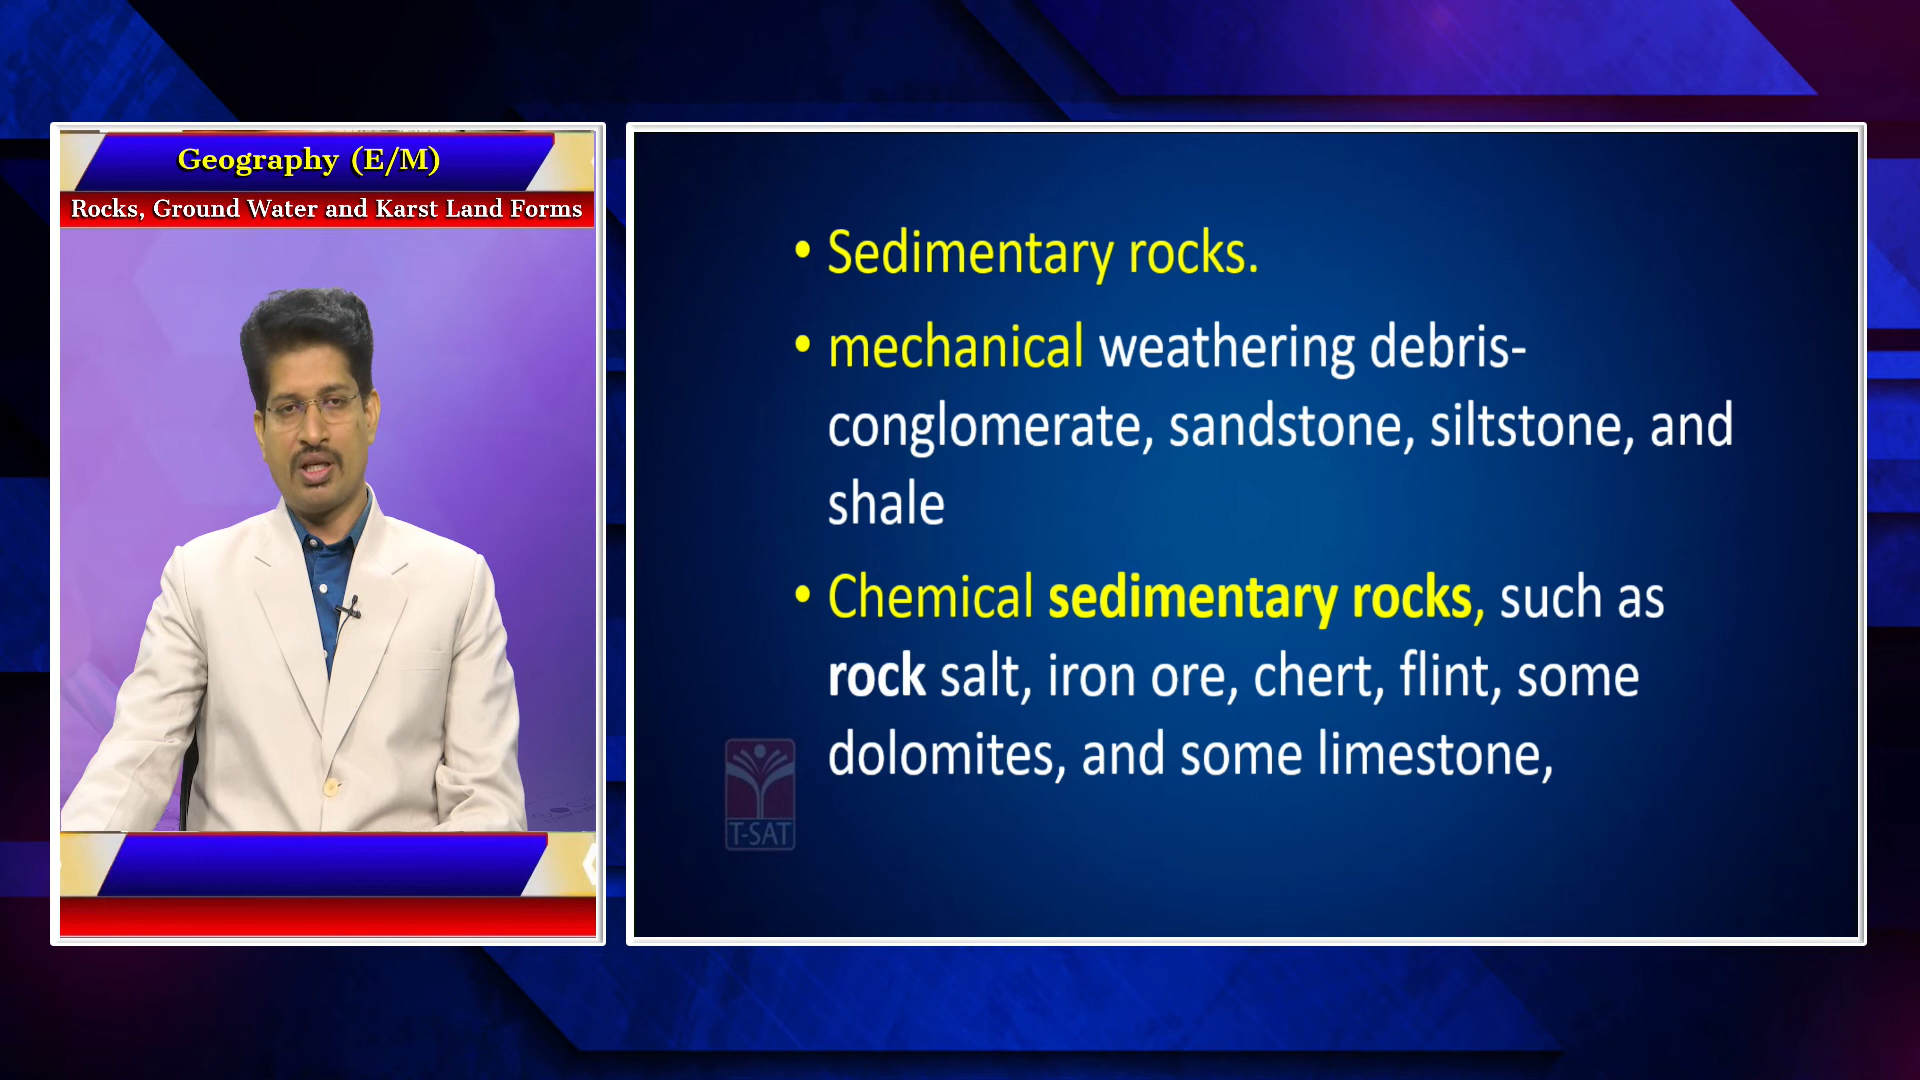 Geography (E/M)
Rocks, Ground Water and Karst Land Forms
• Sedimentary rocks.
• mechanical weathering debris-
conglomerate, sandstone, siltstone, and
shale
• Chemical sedimentary rocks, such as
rock salt, iron ore, chert, flint, some
dolomites, and some limestone,
T-SAT